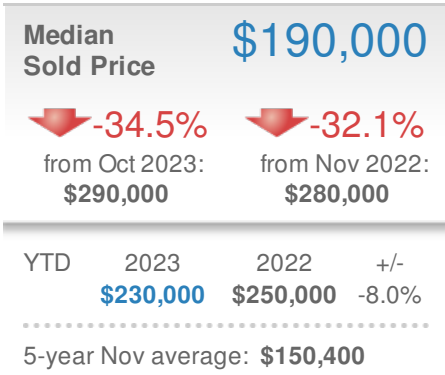 Median $190,000
Sold Price
-34.5% -32.1%
from Oct 2023: from Nov 2022:
$290,000 $280,000
YTD 2023 2022 +/-
$230,000 $250,000 -8.0%
5-year Nov average: $150,400